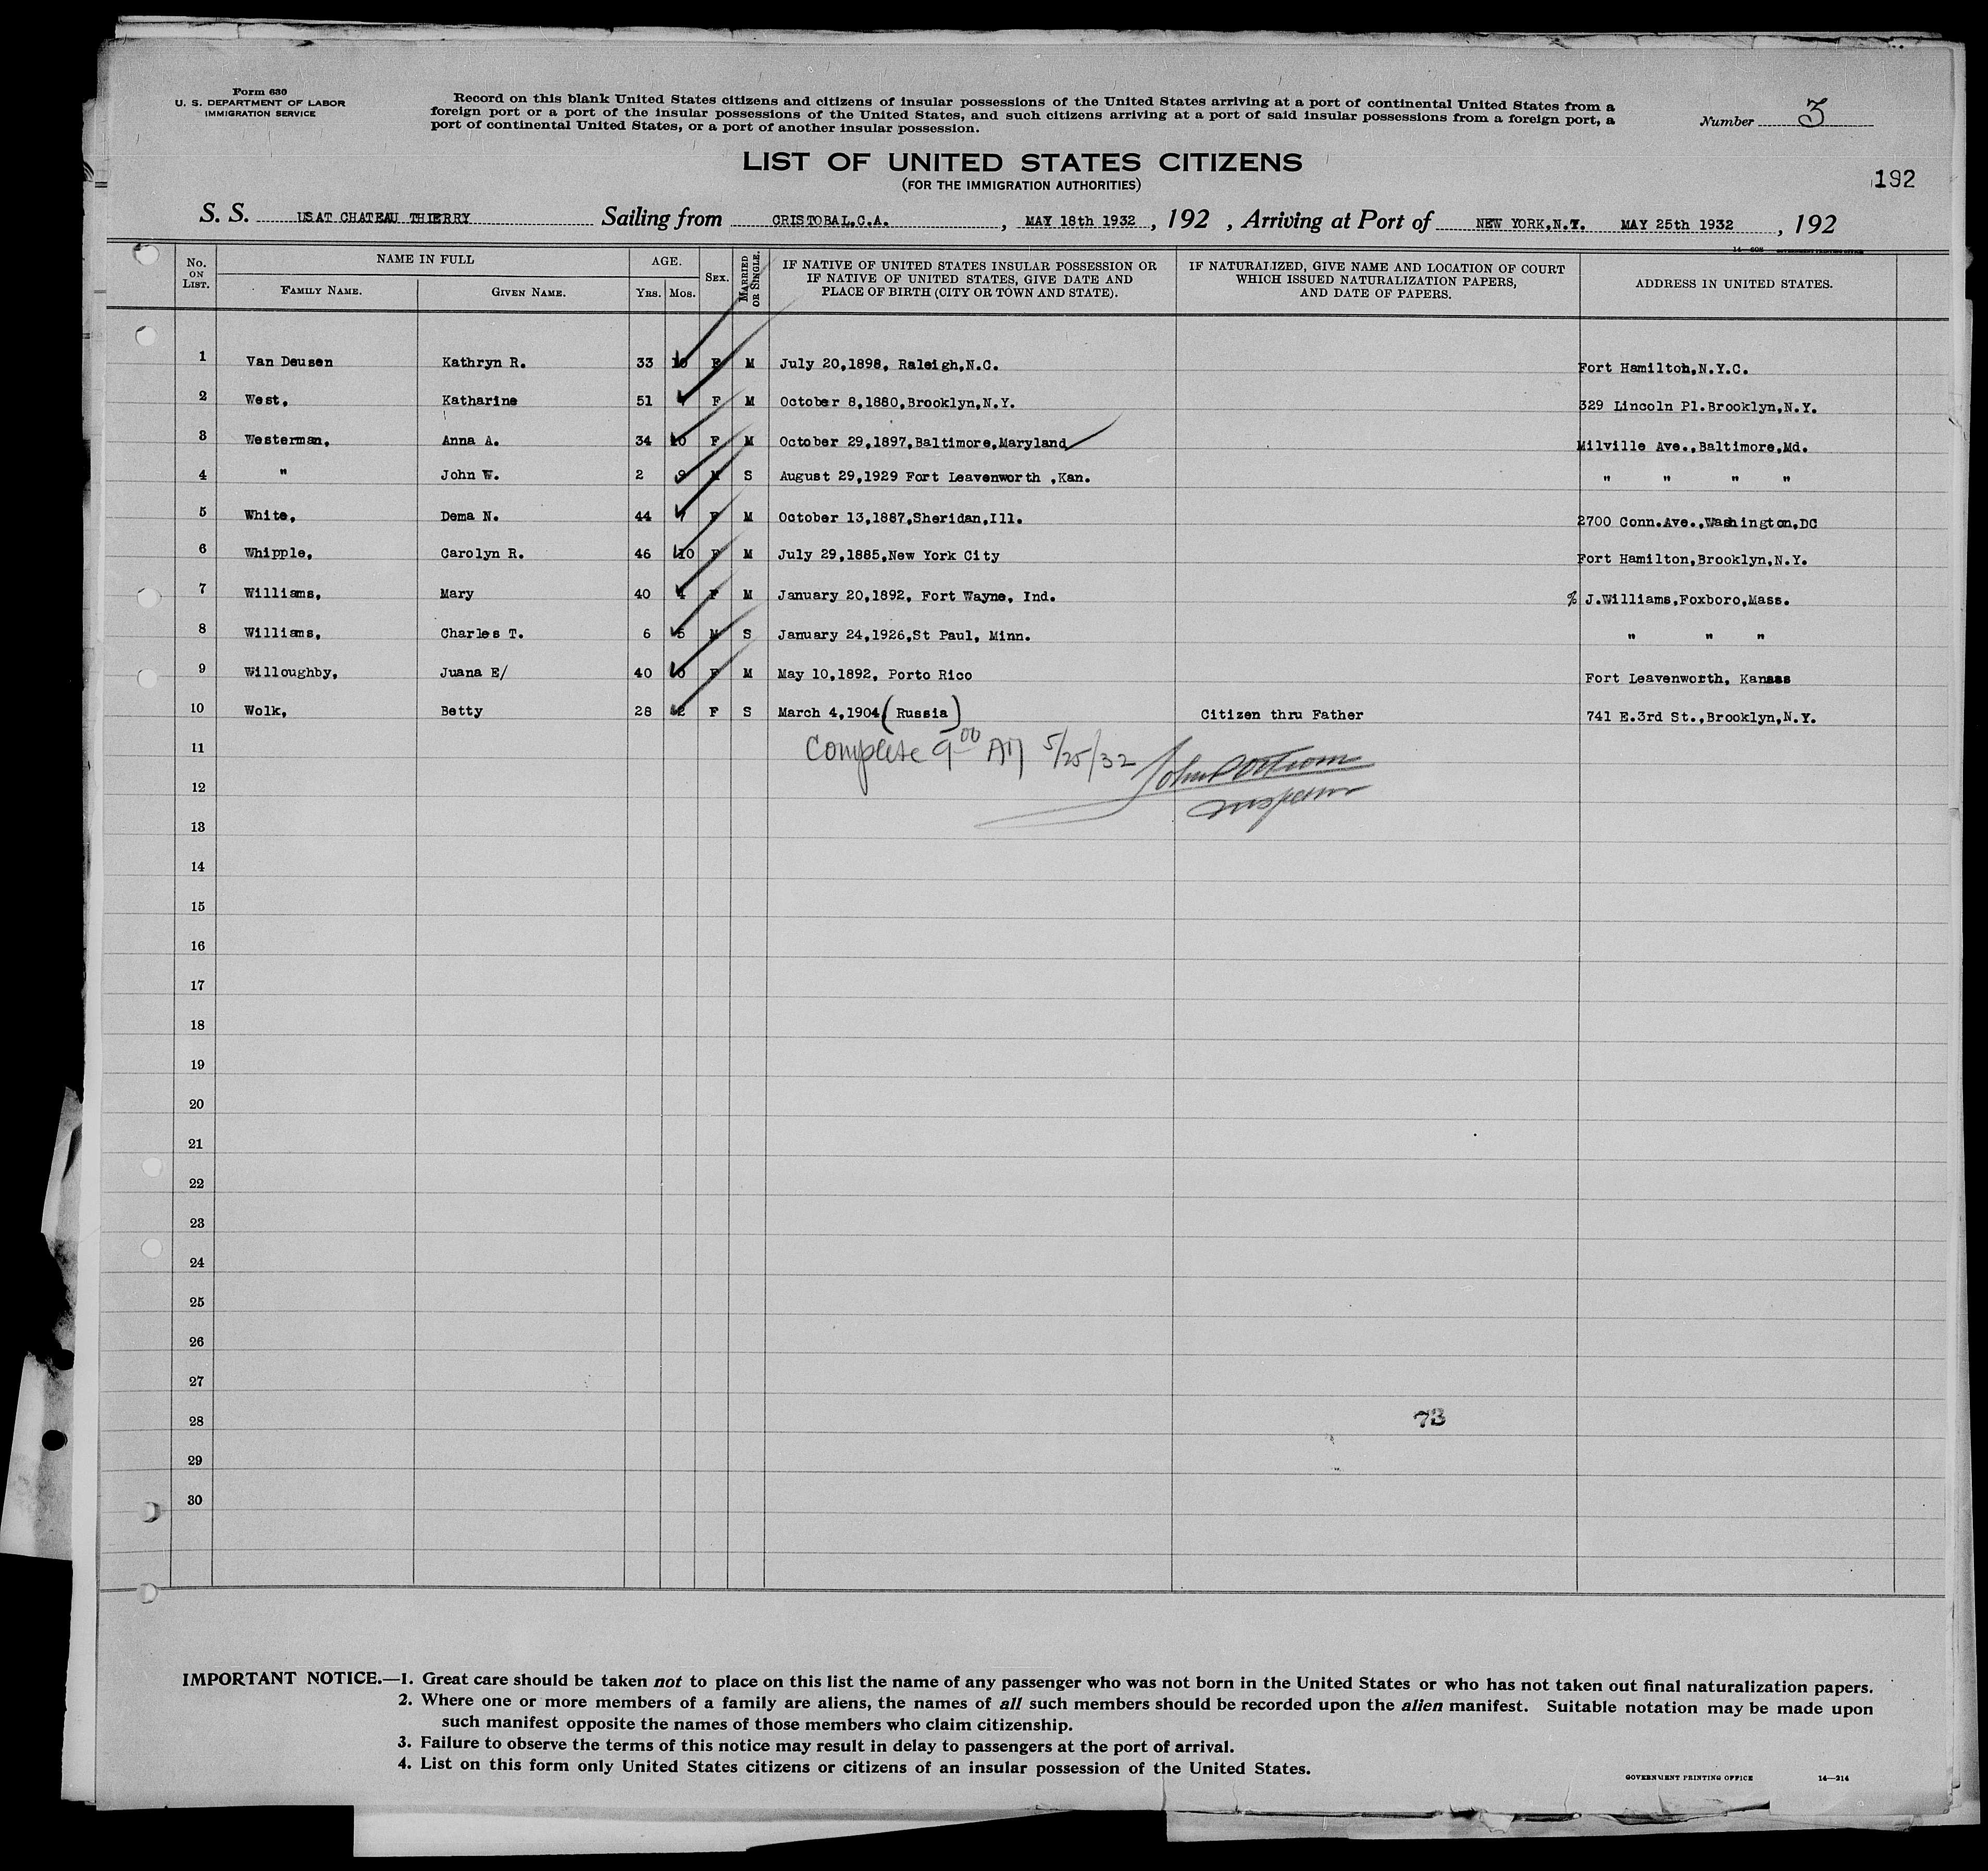 Form 630
U. S. DEPARTMENT OF LABOR
IMMIGRATION SERVICE
Record on this blank United States citizens and citizens of insular possessions of the United States arriving at a port of continental United States from a
foreign port or a port of the insular possessions of the United States, and such citizens arriving at a port of said insular possessions from a foreign port, a
port of continental United States, or a port of another insular possession.
Number 3
LIST OF UNITED STATES CITIZENS
(FOR THE IMMIGRATION AUTHORITIES)
192
S. S. USAT CHATEAU THIERRY Sailing from CRISTOBAL,C.A. , MAY 18th 1932 , 192 , Arriving at Port of NEW YORK,N.Y. MAY 25th 1932 , 192
No. ON LIST. NAME IN FULL FAMILY NAME. GIVEN NAME. AGE. YRS. MOS. SEX. MARRIED OR SINGLE. IF NATIVE OF UNITED STATES INSULAR POSSESSION OR IF NATIVE OF UNITED STATES, GIVE DATE AND PLACE OF BIRTH (CITY OR TOWN AND STATE). IF NATURALIZED, GIVE NAME AND LOCATION OF COURT WHICH ISSUED NATURALIZATION PAPERS, AND DATE OF PAPERS. ADDRESS IN UNITED STATES.
1 Van Deusen Kathryn R. 33 10 F M July 20,1898, Raleigh,N.C. Fort Hamilton,N.Y.C.
2 West, Katharine 51 F M October 8,1880,Brooklyn,N.Y. 329 Lincoln Pl.Brooklyn,N.Y.
3 Westerman, Anna A. 34 10 F M October 29,1897,Baltimore,Maryland Milville Ave.,Baltimore,Md.
4 " John W. 2 9 M S August 29,1929 Fort Leavenworth ,Kan. " " " "
5 White, Dema N. 44 7 F M October 13,1887,Sheridan,Ill. 2700 Conn.Ave.,Washington,DC
6 Whipple, Carolyn R. 46 10 F M July 29,1885,New York City Fort Hamilton,Brooklyn,N.Y.
7 Williams, Mary 40 4 F M January 20,1892, Fort Wayne, Ind. % J.Williams,Foxboro,Mass.
8 Williams, Charles T. 6 5 M S January 24,1926,St Paul, Minn. " " "
9 Willoughby, Juana E/ 40 0 F M May 10,1892, Porto Rico Fort Leavenworth, Kansas
10 Wolk, Betty 28 2 F S March 4,1904 (Russia) Citizen thru Father 741 E.3rd St.,Brooklyn,N.Y.
Complete 9 00 AM 5/25/32
11
12
13
14
15
16
17
18
19
20
21
22
23
24
25
26
27
28 73
29
30
IMPORTANT NOTICE.—1. Great care should be taken not to place on this list the name of any passenger who was not born in the United States or who has not taken out final naturalization papers.
2. Where one or more members of a family are aliens, the names of all such members should be recorded upon the alien manifest. Suitable notation may be made upon
such manifest opposite the names of those members who claim citizenship.
3. Failure to observe the terms of this notice may result in delay to passengers at the port of arrival.
4. List on this form only United States citizens or citizens of an insular possession of the United States.
GOVERNMENT PRINTING OFFICE 14—214